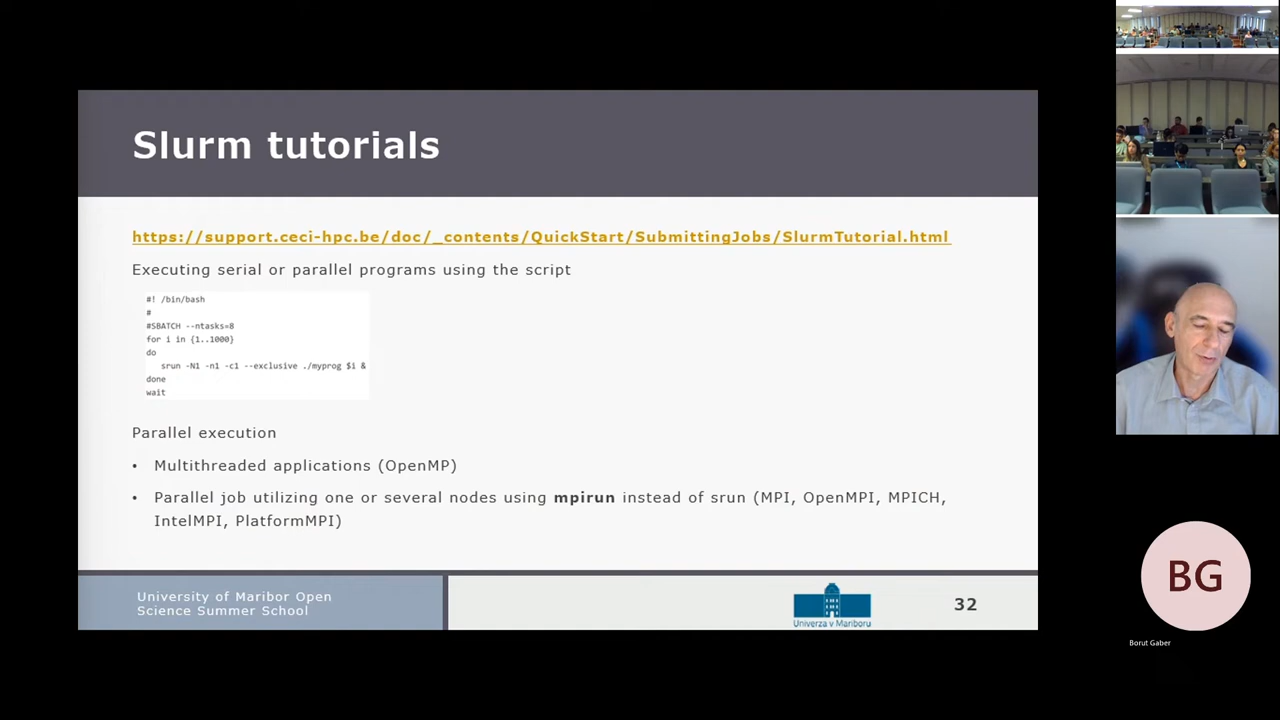 Slurm tutorials
https://support.ceci-hpc.be/doc/_contents/QuickStart/SubmittingJobs/SlurmTutorial.html
Executing serial or parallel programs using the script
#! /bin/bash
#
#SBATCH --ntasks=8
for i in {1..1000}
do
srun -N1 -n1 -c1 --exclusive ./myprog $i &
done
wait
Parallel execution
• Multithreaded applications (OpenMP)
• Parallel job utilizing one or several nodes using mpirun instead of srun (MPI, OpenMPI, MPICH,
IntelMPI, PlatformMPI)
University of Maribor Open
Science Summer School
Univerza v Mariboru
32
BG
Borut Gaber